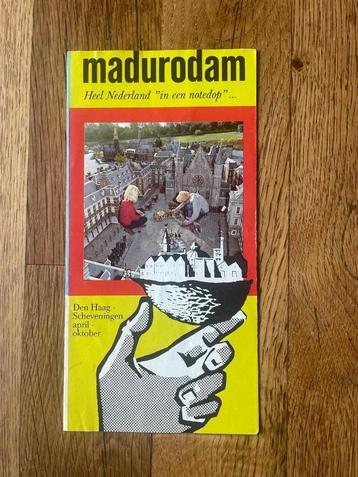 madurodam
Heel Nederland "in een notedop"...
Den Haag -
Scheveningen
april -
oktober